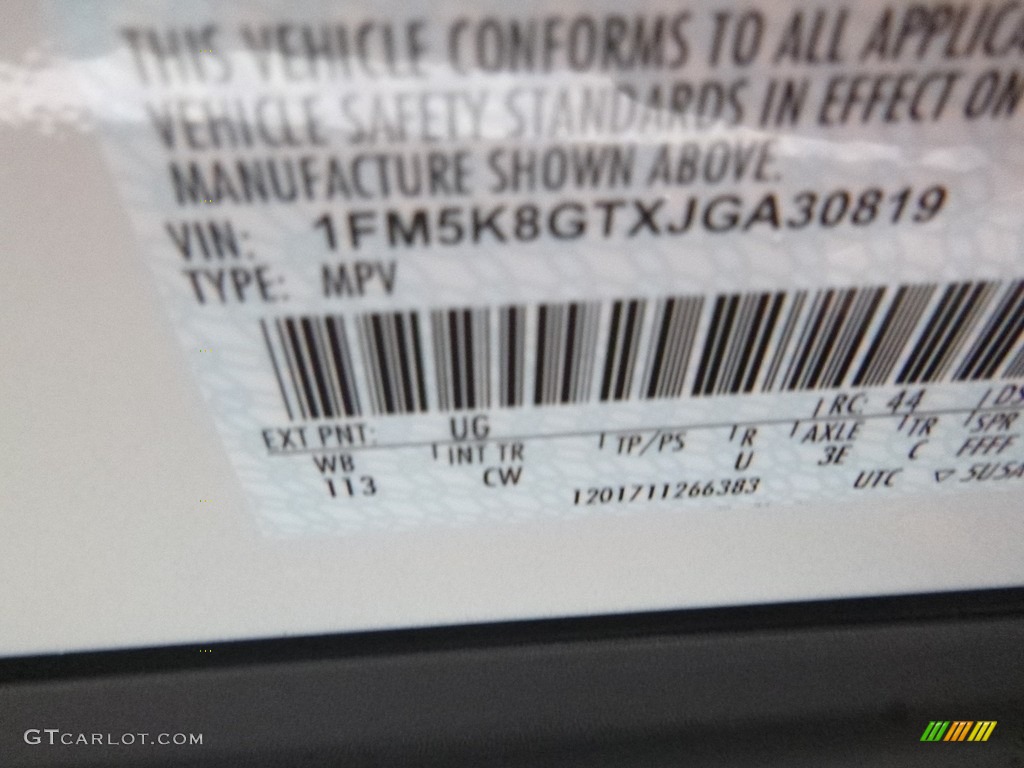 THIS VEHICLE CONFORMS TO ALL APPLICA
VEHICLE SAFETY STANDARDS IN EFFECT ON
MANUFACTURE SHOWN ABOVE.
VIN: 1FM5K8GTXJGA30819
TYPE: MPV
EXT PNT: UG RC: 44 DS
WB INT TR TP/PS R AXLE TR SPR
113 CW U 3E C FFFF
1201711266383 UTC ▽ 5USA
GTCARLOT.COM